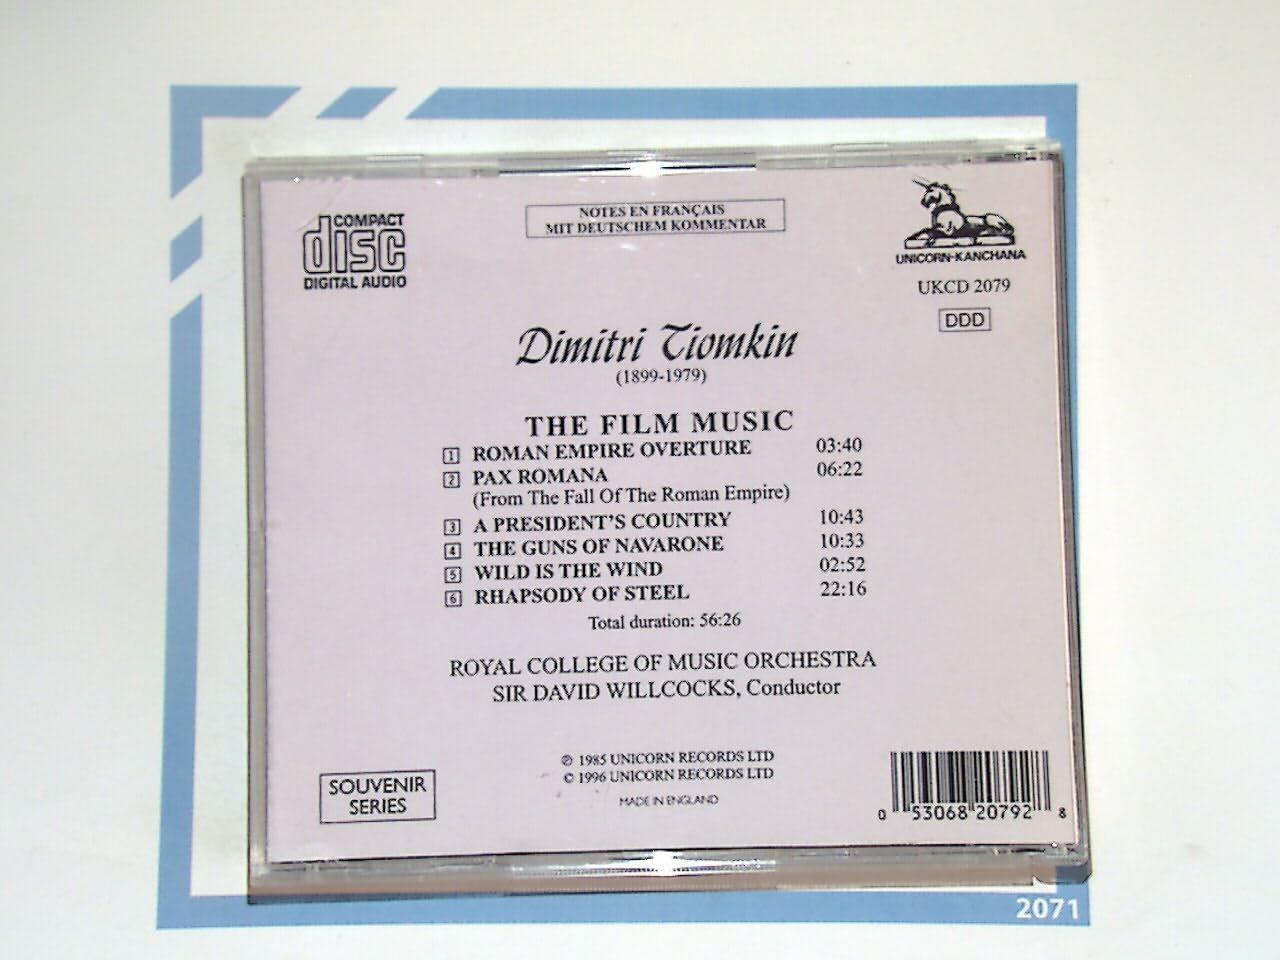 COMPACT
disc
DIGITAL AUDIO
NOTES EN FRANÇAIS
MIT DEUTSCHEM KOMMENTAR
UNICORN-KANCHANA
UKCD 2079
DDD
Dimitri Tiomkin
(1899-1979)
THE FILM MUSIC
1 ROMAN EMPIRE OVERTURE 03:40
2 PAX ROMANA 06:22
(From The Fall Of The Roman Empire)
3 A PRESIDENT'S COUNTRY 10:43
4 THE GUNS OF NAVARONE 10:33
5 WILD IS THE WIND 02:52
6 RHAPSODY OF STEEL 22:16
Total duration: 56:26
ROYAL COLLEGE OF MUSIC ORCHESTRA
SIR DAVID WILLCOCKS, Conductor
℗ 1985 UNICORN RECORDS LTD
© 1996 UNICORN RECORDS LTD
MADE IN ENGLAND
SOUVENIR
SERIES
0 53068 20792 8
2071